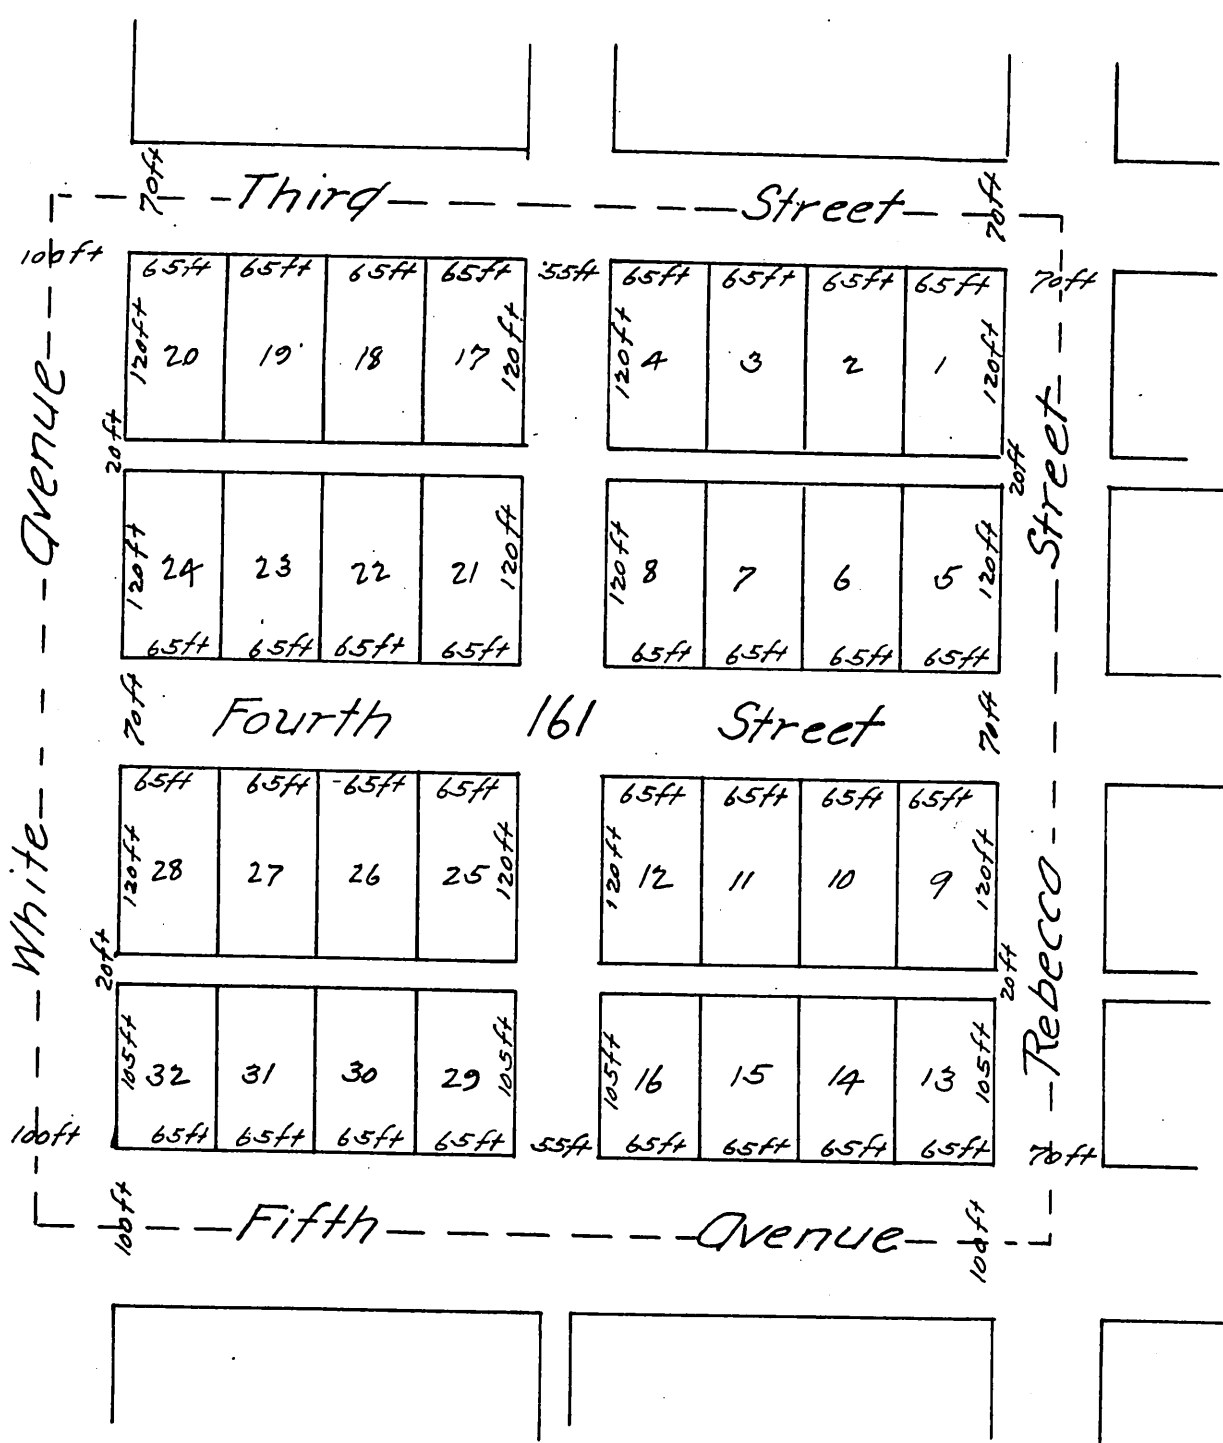 70ft
Third Street
70ft
100ft
65ft 65ft 65ft 65ft 55ft 65ft 65ft 65ft 65ft 70ft
120ft 20 19 18 17 120ft 120ft 4 3 2 1 120ft
20ft
20ft
120ft 24 23 22 21 120ft 120ft 8 7 6 5 120ft
65ft 65ft 65ft 65ft 65ft 65ft 65ft 65ft
70ft Fourth 161 Street 70ft
65ft 65ft 65ft 65ft 65ft 65ft 65ft 65ft
120ft 28 27 26 25 120ft 120ft 12 11 10 9 120ft
20ft
20ft
105ft 32 31 30 29 105ft 105ft 16 15 14 13 105ft
100ft 65ft 65ft 65ft 65ft 55ft 65ft 65ft 65ft 65ft 70ft
100ft Fifth Avenue 100ft
White Avenue
Rebecco Street